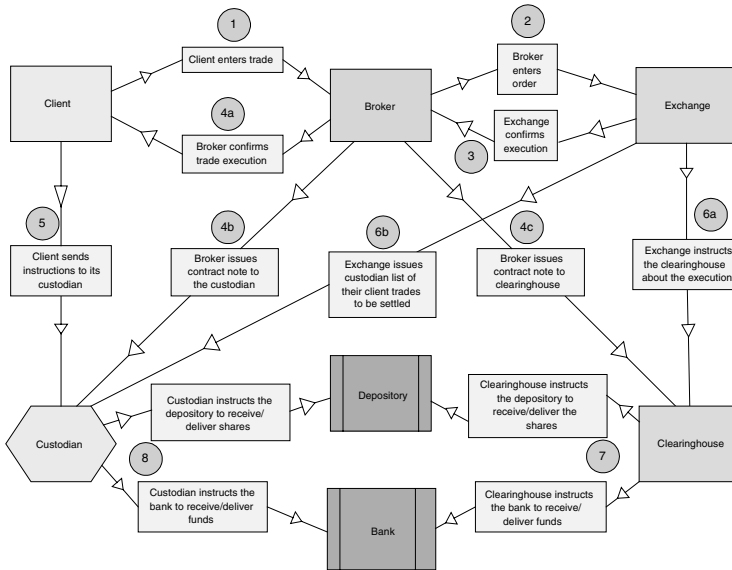 1
2
Client enters trade
Broker
enters
order
Client
Broker
Exchange
4a
Exchange
confirms
execution
Broker confirms
trade execution
3
5
4b
6b
4c
6a
Client sends
instructions to its
custodian
Broker issues
contract note to
the custodian
Exchange issues
custodian list of
their client trades
to be settled
Broker issues
contract note to
clearinghouse
Exchange instructs
the clearinghouse
about the execution
Custodian instructs the
depository to receive/
deliver shares
Depository
Clearinghouse instructs
the depository to
receive/deliver the
shares
Custodian
Clearinghouse
8
7
Custodian instructs the
bank to receive/deliver
funds
Bank
Clearinghouse instructs
the bank to receive/
deliver funds